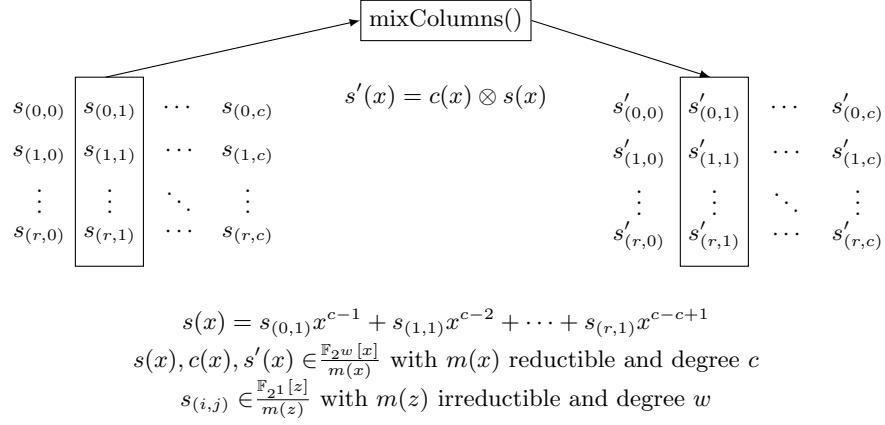 mixColumns()
s′(x) = c(x) ⊗ s(x)
s(0,0) s(0,1) ⋯ s(0,c)
s(1,0) s(1,1) ⋯ s(1,c)
⋮ ⋮ ⋱ ⋮
s(r,0) s(r,1) ⋯ s(r,c)
s′(0,0) s′(0,1) ⋯ s′(0,c)
s′(1,0) s′(1,1) ⋯ s′(1,c)
⋮ ⋮ ⋱ ⋮
s′(r,0) s′(r,1) ⋯ s′(r,c)
s(x) = s(0,1)x^{c−1} + s(1,1)x^{c−2} + ⋯ + s(r,1)x^{c−c+1}
s(x), c(x), s′(x) ∈ \frac{𝔽_{2^w}[x]}{m(x)} with m(x) reductible and degree c
s(i,j) ∈ \frac{𝔽_{2^1}[z]}{m(z)} with m(z) irreductible and degree w